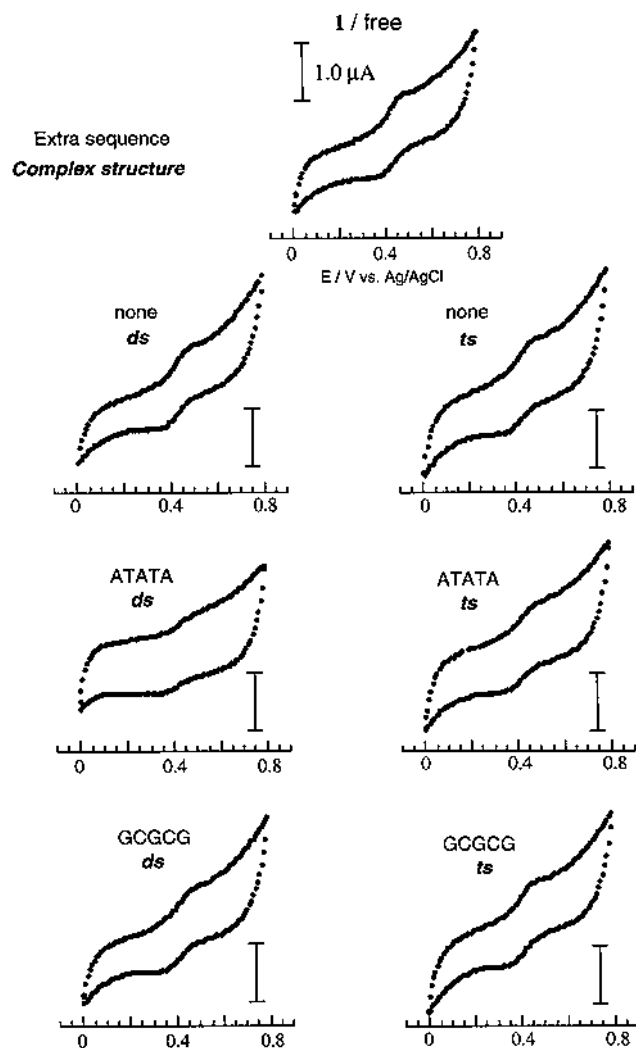 1 / free
1.0 μA
Extra sequence
Complex structure
0 0.4 0.8
E / V vs. Ag/AgCl
none
ds
0 0.4 0.8
none
ts
0 0.4 0.8
ATATA
ds
0 0.4 0.8
ATATA
ts
0 0.4 0.8
GCGCG
ds
0 0.4 0.8
GCGCG
ts
0 0.4 0.8